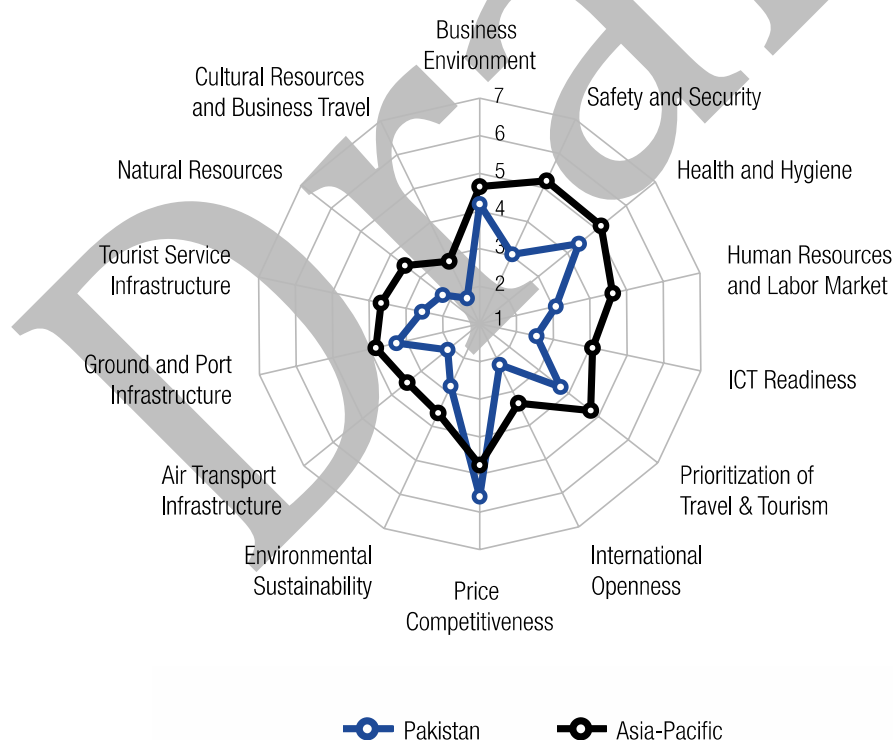 Business
Environment
Cultural Resources
and Business Travel
Safety and Security
Natural Resources
Health and Hygiene
Tourist Service
Infrastructure
Human Resources
and Labor Market
Ground and Port
Infrastructure
ICT Readiness
Air Transport
Infrastructure
Prioritization of
Travel & Tourism
Environmental
Sustainability
International
Openness
Price
Competitiveness
7
6
5
4
3
2
1
Pakistan
Asia-Pacific